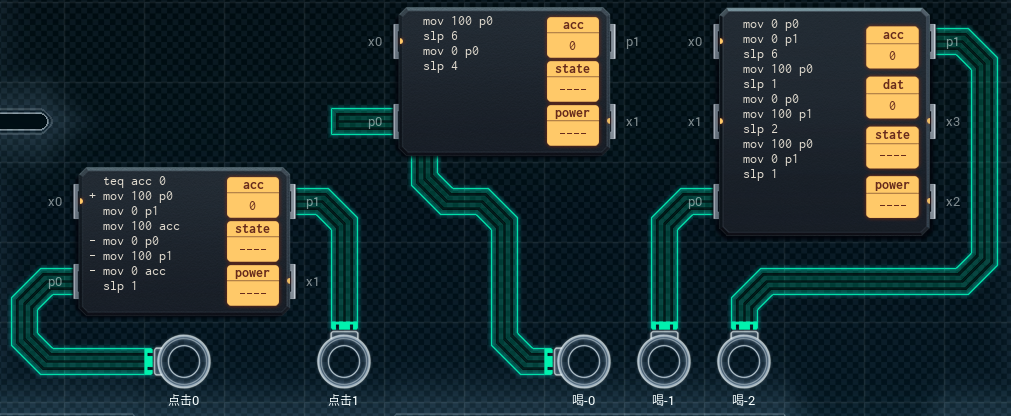 mov 100 p0
slp 6
mov 0 p0
slp 4
x0
p0
acc
0
state
----
power
----
p1
x1
mov 0 p0
mov 0 p1
slp 6
mov 100 p0
slp 1
mov 0 p0
mov 100 p1
slp 2
mov 100 p0
mov 0 p1
slp 1
x0
x1
p0
acc
0
dat
0
state
----
power
----
p1
x3
x2
teq acc 0
+ mov 100 p0
mov 0 p1
mov 100 acc
- mov 0 p0
- mov 100 p1
- mov 0 acc
slp 1
x0
p0
acc
0
state
----
power
----
p1
x1
点击0
点击1
喝-0
喝-1
喝-2